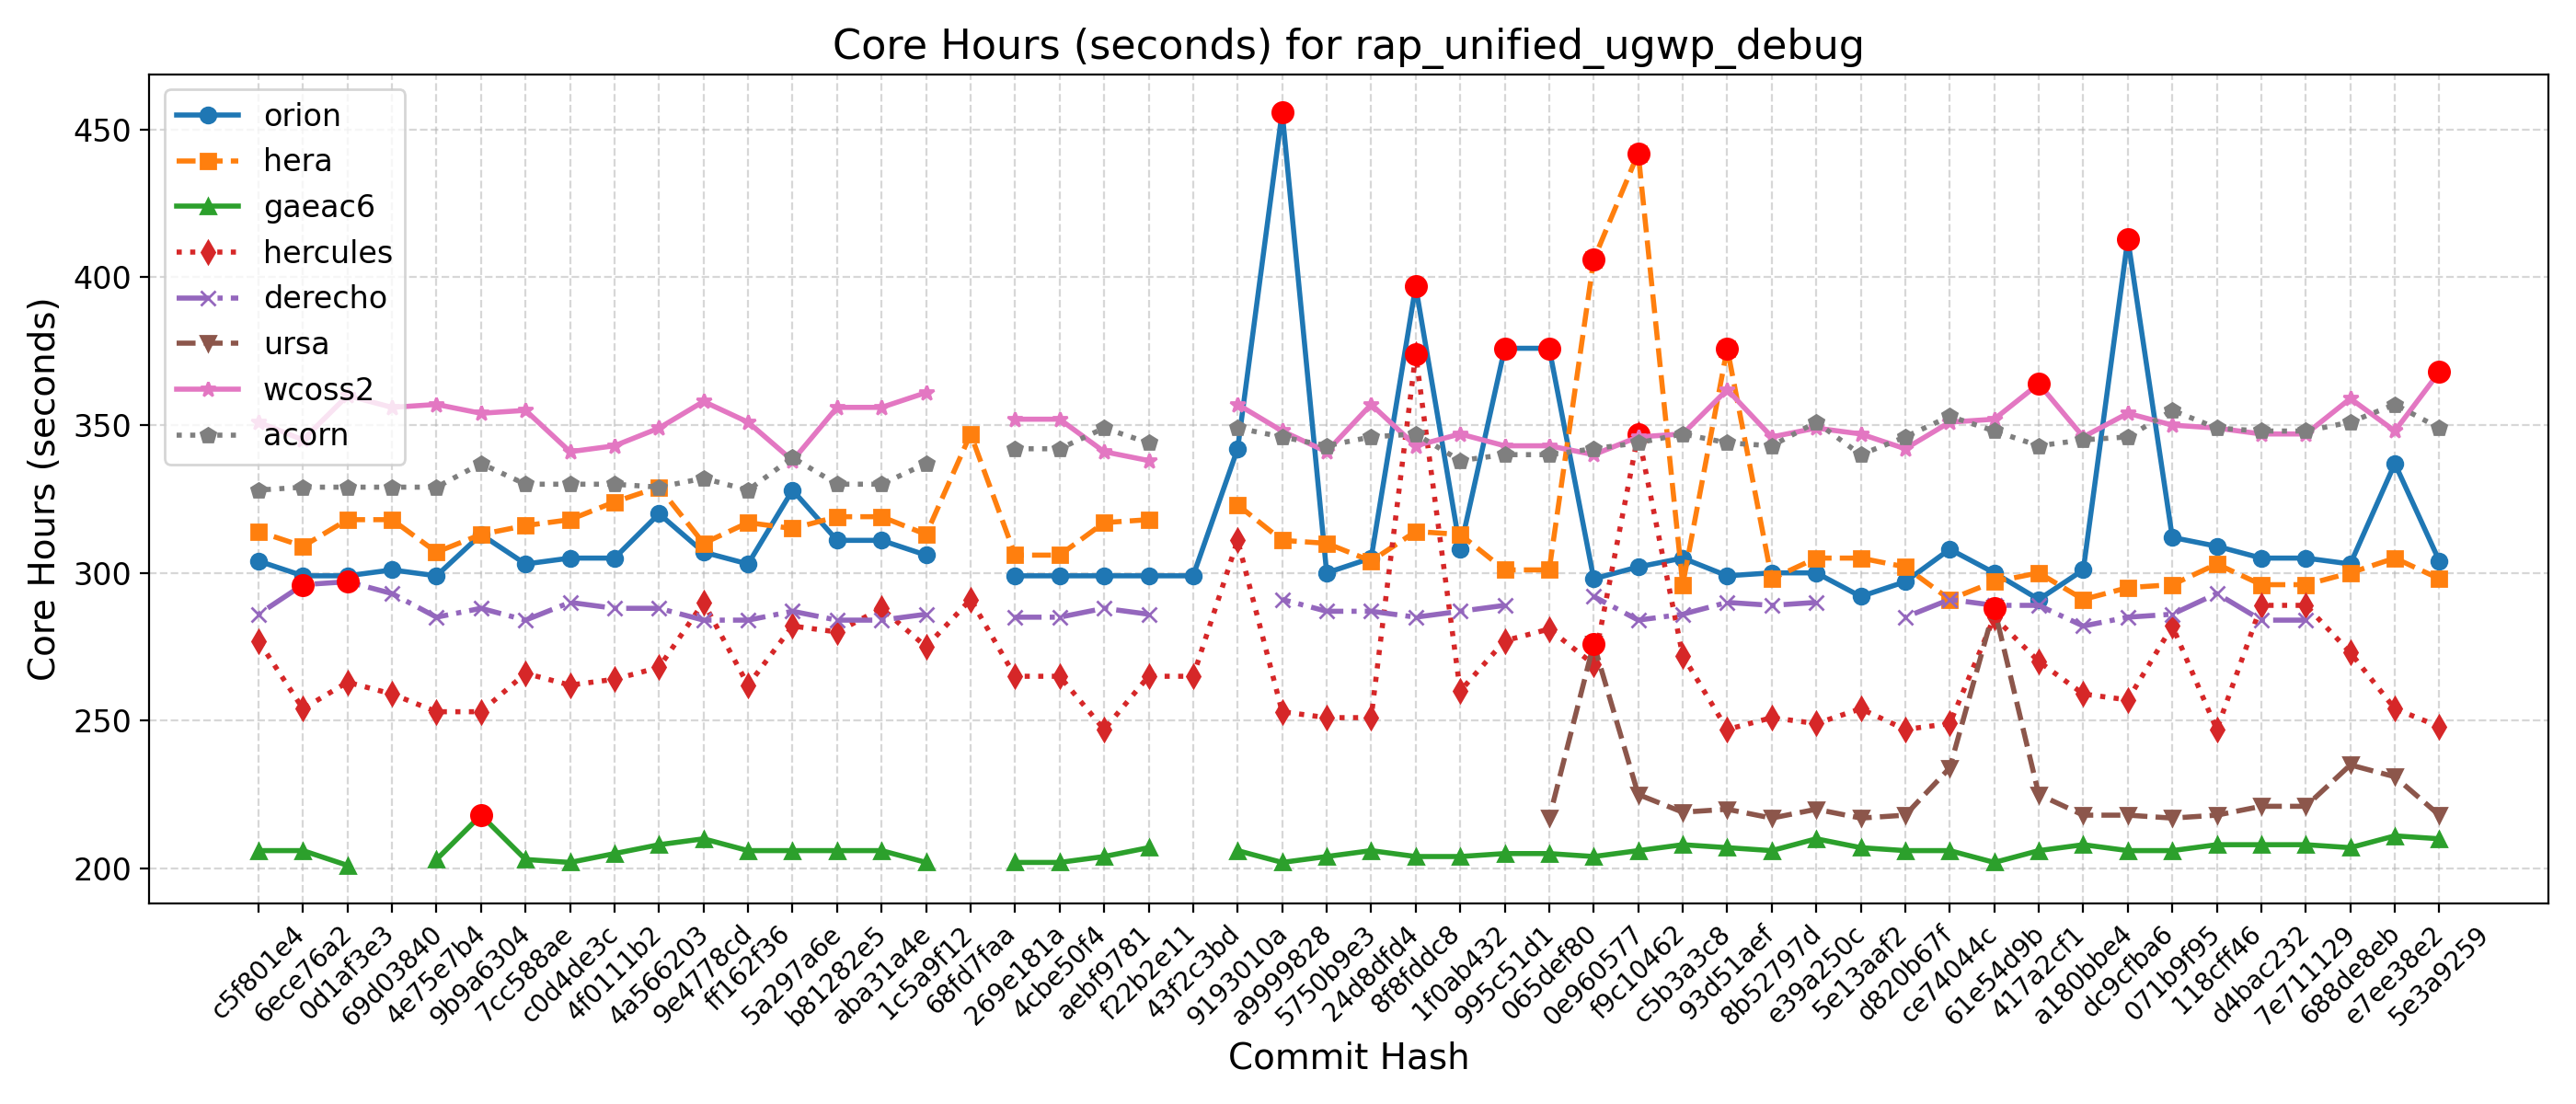 Core Hours (seconds) for rap_unified_ugwp_debug
Core Hours (seconds)
450
400
350
300
250
200
orion
hera
gaeac6
hercules
derecho
ursa
wcoss2
acorn
c5f801e4
6ece76a2
0d1af3e3
69d03840
4e75e7b4
9b9a6304
7cc588ae
c0d4de3c
4f0111b2
4a566203
9e4778cd
ff162f36
5a297a6e
b81282e5
aba31a4e
1c5a9f12
68fd7faa
269e181a
4cbe50f4
aebf9781
f22b2e11
43f2c3bd
9193010a
a9999828
5750b9e3
24d8dfd4
8f8fddc8
1f0ab432
995c51d1
065def80
0e960577
f9c10462
c5b3a3c8
93d51aef
8b52797d
e39a250c
5e13aaf2
d820b67f
ce74044c
61e54d9b
417a2cf1
a180bbe4
dc9cfba6
071b9f95
118cff46
d4bac232
7e711129
688de8eb
e7ee38e2
5e3a9259
Commit Hash